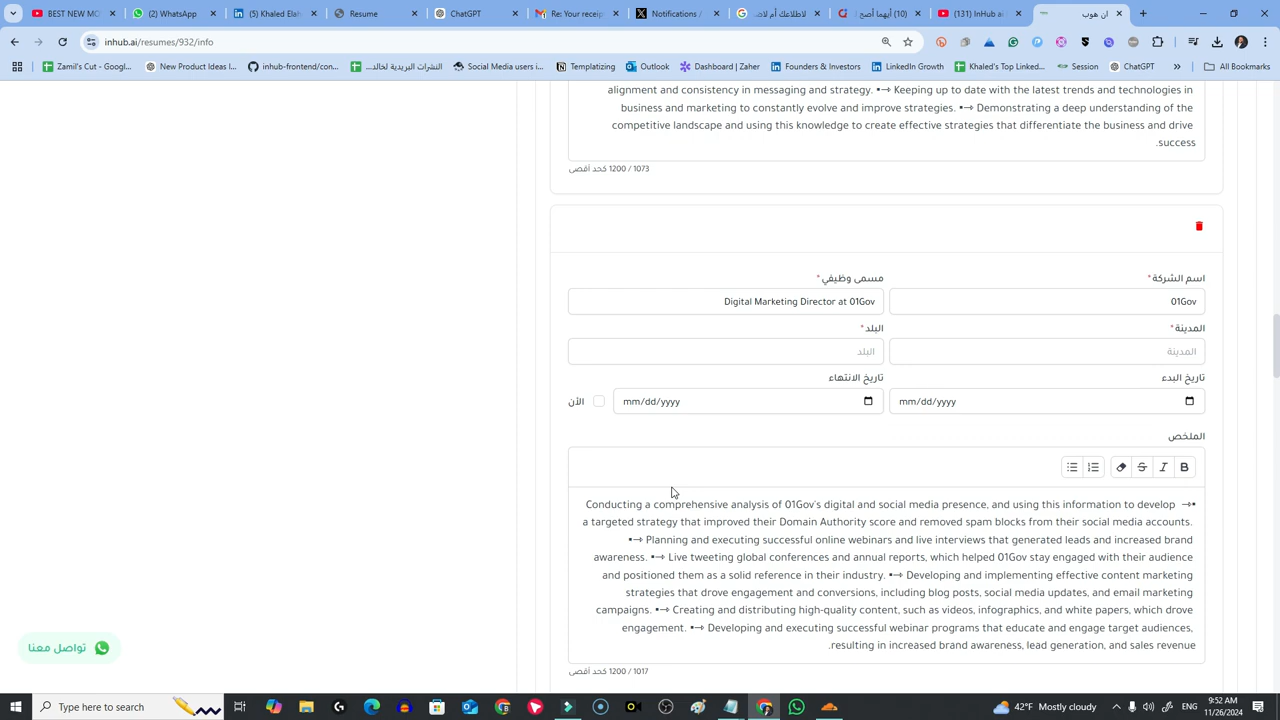 BEST NEW MO
(2) WhatsApp
(5) Khaled Elah
Resume
ChatGPT
Your receip
Notifications /
لاطلاعك أم لاص
(10) أيهما أصح
(131) InHub an
ان هوب
inhub.ai/resumes/932/info
Zamil's Cut - Googl...
New Product Ideas I...
inhub-frontend/con...
النشرات البريدية لخالد....
Social Media users i...
Templatizing
Outlook
Dashboard | Zaher
Founders & Investors
LinkedIn Growth
Khaled's Top Linked...
Session
ChatGPT
All Bookmarks
alignment and consistency in messaging and strategy. •⊸ Keeping up to date with the latest trends and technologies in
business and marketing to constantly evolve and improve strategies. •⊸ Demonstrating a deep understanding of the
competitive landscape and using this knowledge to create effective strategies that differentiate the business and drive
.success
1073 / 1200 كحد أقصى
اسم الشركة *
مسمى وظيفي *
01Gov
Digital Marketing Director at 01Gov
المدينة *
البلد *
المدينة
البلد
تاريخ البدء
تاريخ الانتهاء
mm/dd/yyyy
mm/dd/yyyy
الآن
الملخص
B I S
Conducting a comprehensive analysis of 01Gov's digital and social media presence, and using this information to develop ⊸•
a targeted strategy that improved their Domain Authority score and removed spam blocks from their social media accounts.
•⊸ Planning and executing successful online webinars and live interviews that generated leads and increased brand
awareness. •⊸ Live tweeting global conferences and annual reports, which helped 01Gov stay engaged with their audience
and positioned them as a solid reference in their industry. •⊸ Developing and implementing effective content marketing
strategies that drove engagement and conversions, including blog posts, social media updates, and email marketing
campaigns. •⊸ Creating and distributing high-quality content, such as videos, infographics, and white papers, which drove
engagement. •⊸ Developing and executing successful webinar programs that educate and engage target audiences,
.resulting in increased brand awareness, lead generation, and sales revenue
1017 / 1200 كحد أقصى
تواصل معنا
Type here to search
42°F Mostly cloudy
ENG
9:52 AM
11/26/2024